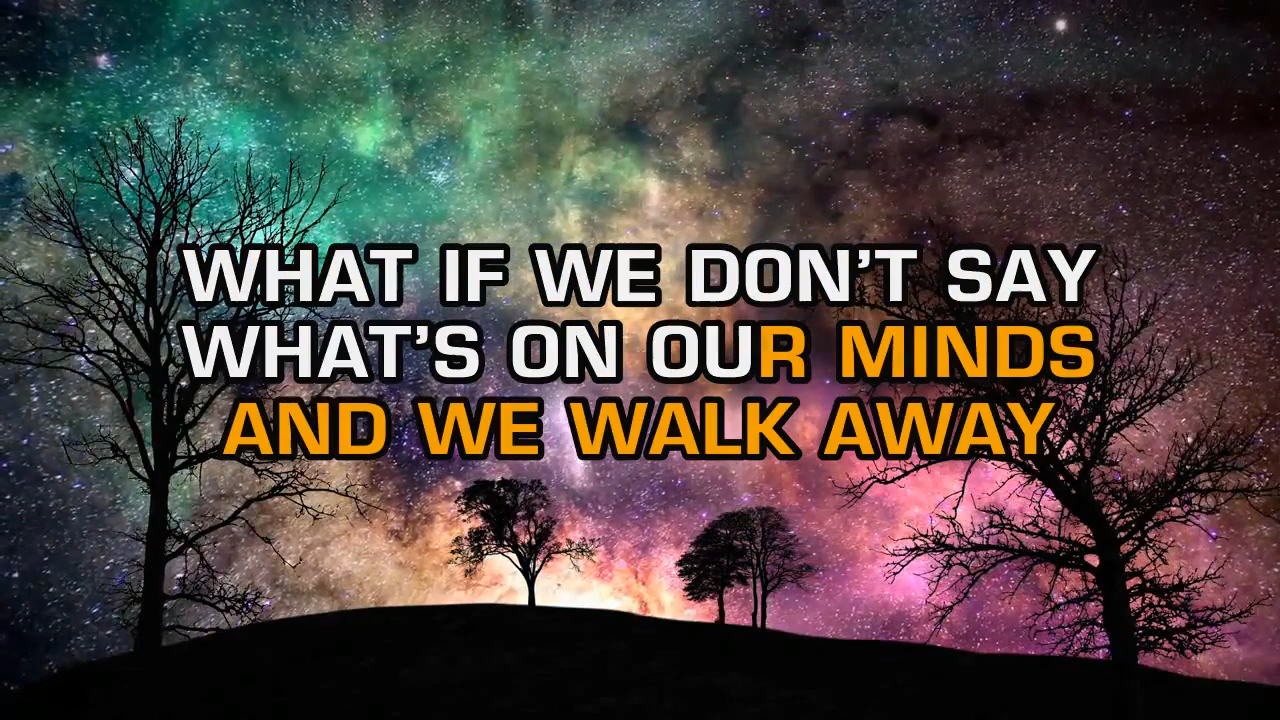 WHAT IF WE DON’T SAY
WHAT’S ON OUR MINDS
AND WE WALK AWAY